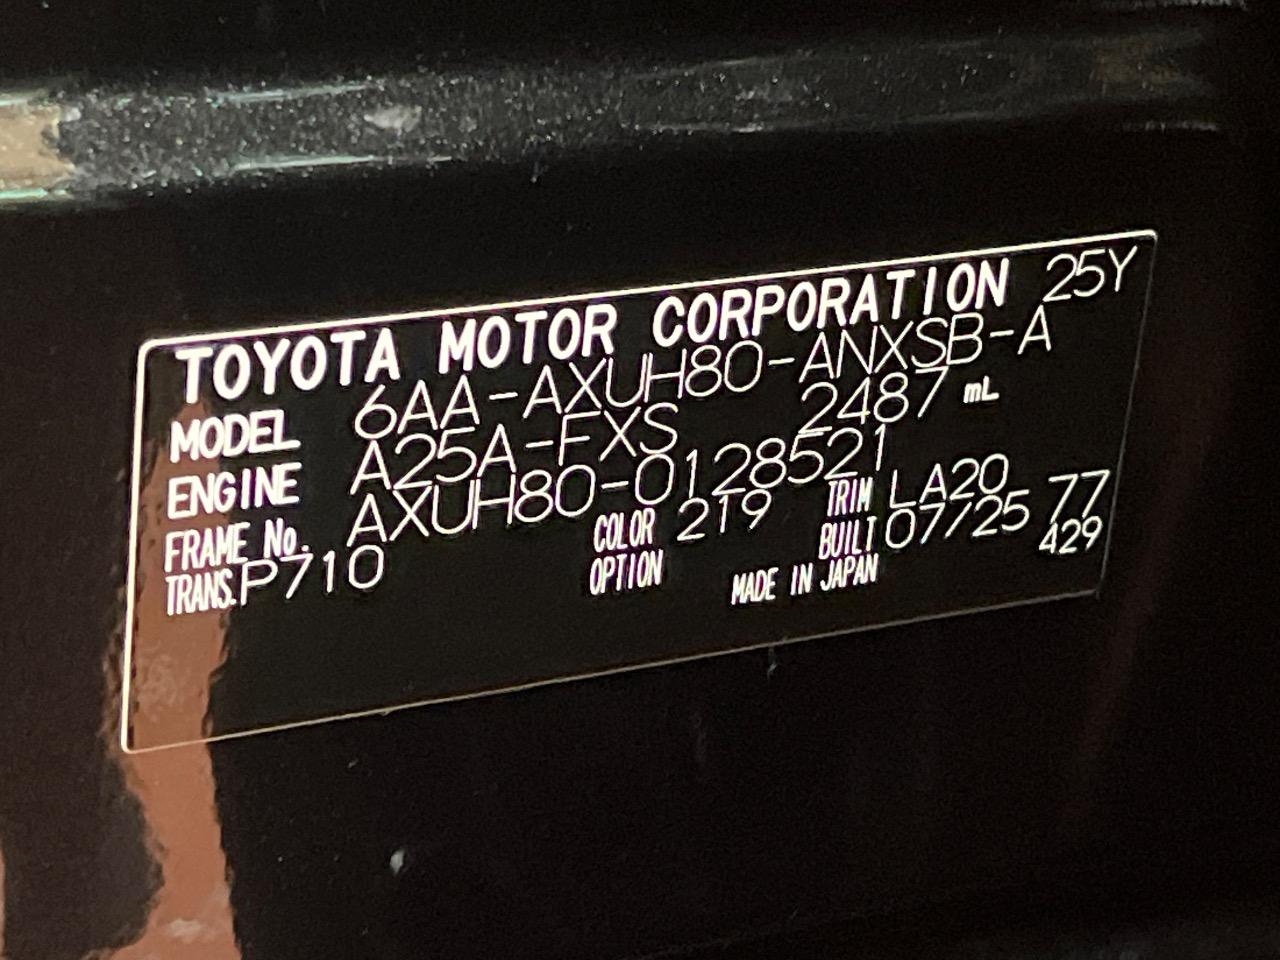 TOYOTA MOTOR CORPORATION 25Y
MODEL 6AA-AXUH80-ANXSB-A
ENGINE A25A-FXS 2487 mL
FRAME No. AXUH80-0128521
COLOR 219 TRIM LA20 77
TRANS. P710 OPTION BUILT 07/25 429
MADE IN JAPAN